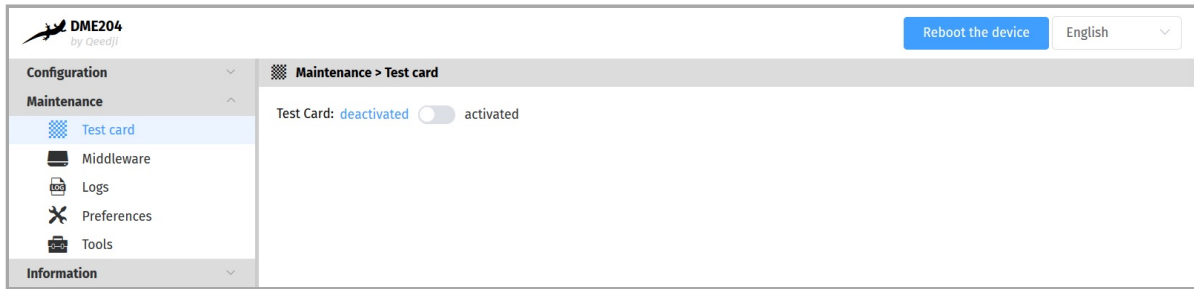 DME204
by Qeedji
Reboot the device
English
Configuration
Maintenance
Test card
Middleware
LOG
Logs
Preferences
Tools
Information
Maintenance > Test card
Test Card: deactivated activated